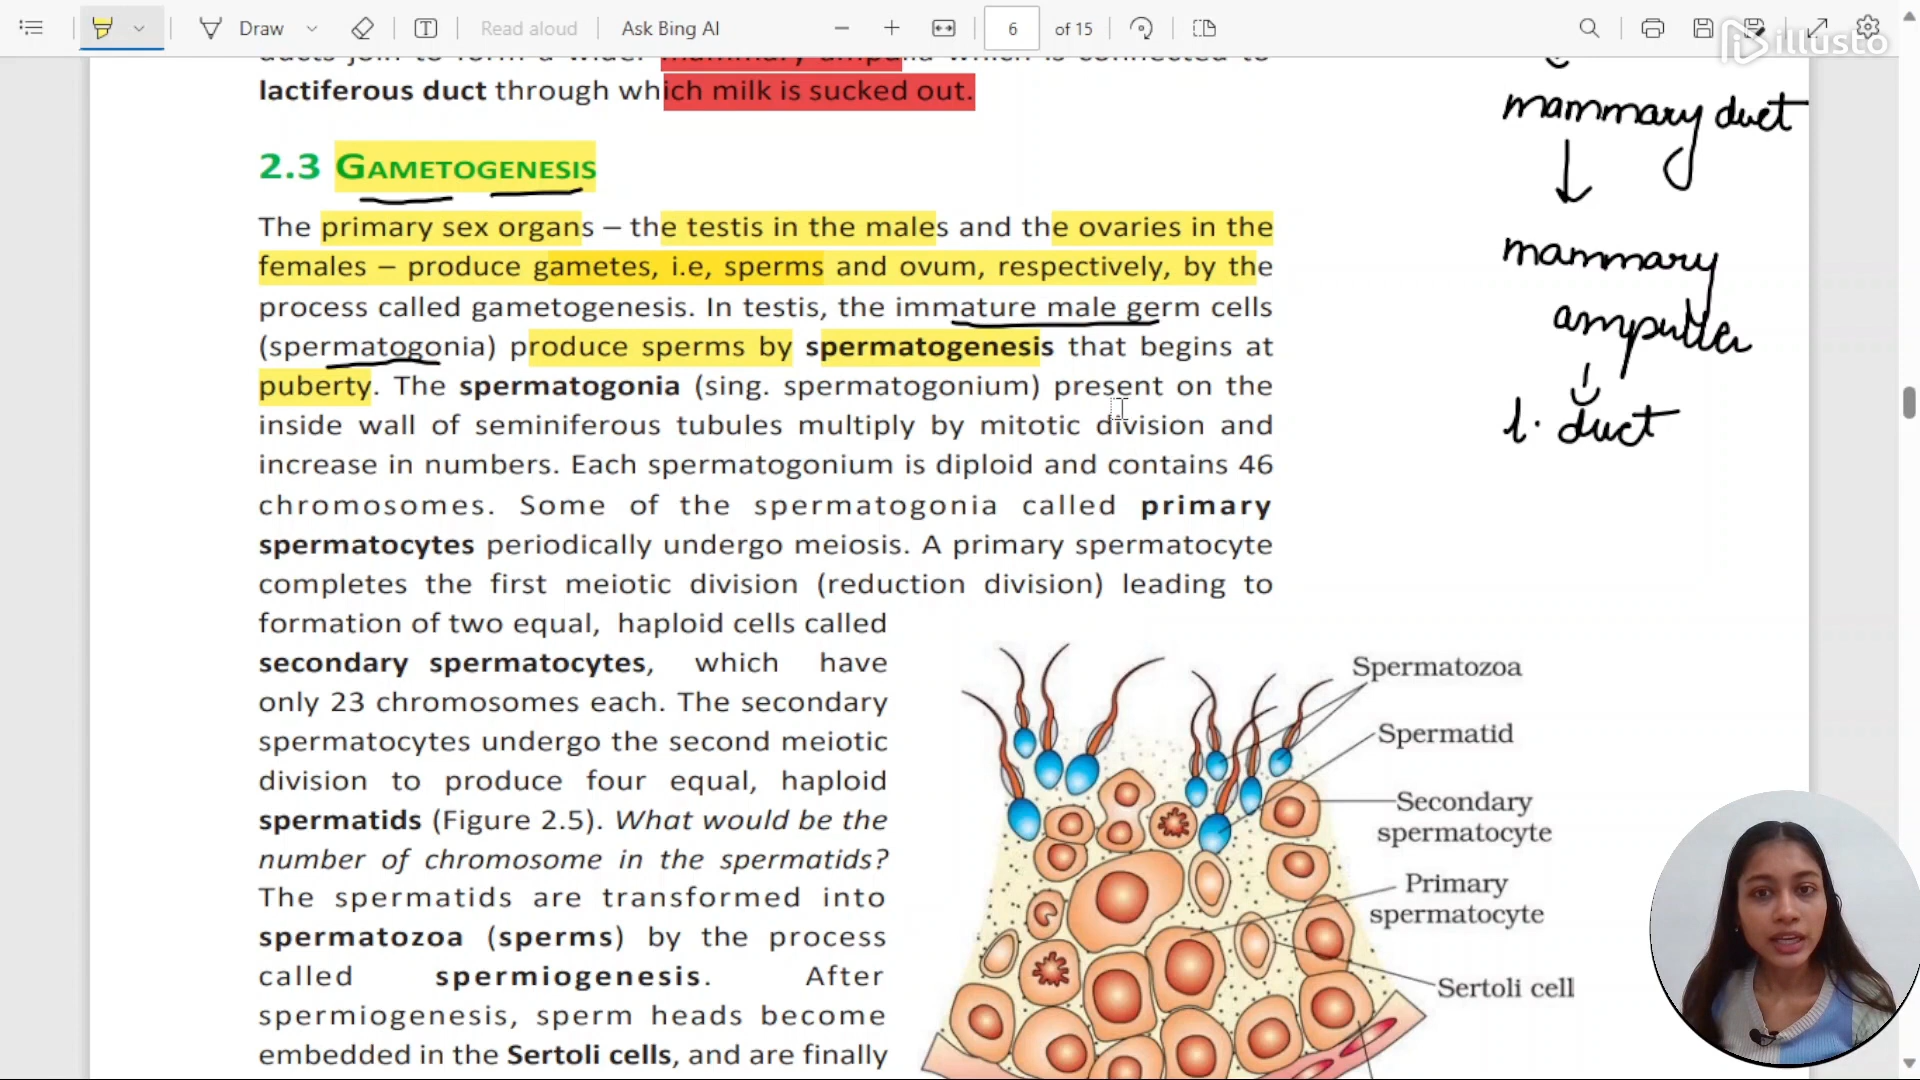 Draw
Read aloud
Ask Bing AI
6
of 15
illusto
lactiferous duct through which milk is sucked out.
2.3 GAMETOGENESIS
The primary sex organs – the testis in the males and the ovaries in the
females – produce gametes, i.e, sperms and ovum, respectively, by the
process called gametogenesis. In testis, the immature male germ cells
(spermatogonia) produce sperms by spermatogenesis that begins at
puberty. The spermatogonia (sing. spermatogonium) present on the
inside wall of seminiferous tubules multiply by mitotic division and
increase in numbers. Each spermatogonium is diploid and contains 46
chromosomes. Some of the spermatogonia called primary
spermatocytes periodically undergo meiosis. A primary spermatocyte
completes the first meiotic division (reduction division) leading to
formation of two equal, haploid cells called
secondary spermatocytes, which have
only 23 chromosomes each. The secondary
spermatocytes undergo the second meiotic
division to produce four equal, haploid
spermatids (Figure 2.5). What would be the
number of chromosome in the spermatids?
The spermatids are transformed into
spermatozoa (sperms) by the process
called spermiogenesis. After
spermiogenesis, sperm heads become
embedded in the Sertoli cells, and are finally
Spermatozoa
Spermatid
Secondary
spermatocyte
Primary
spermatocyte
Sertoli cell
mammary duct
mammary
l. duct